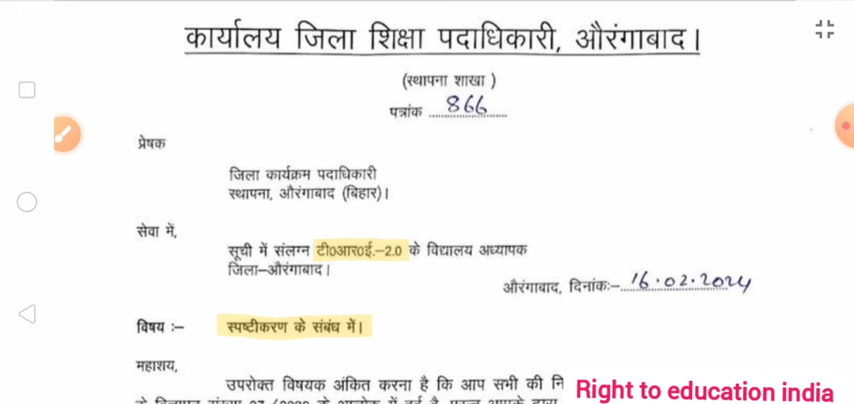 कार्यालय जिला शिक्षा पदाधिकारी, औरंगाबाद।
(स्थापना शाखा )
पत्रांक 866
प्रेषक
जिला कार्यक्रम पदाधिकारी
स्थापना, औरंगाबाद (बिहार)।
सेवा में,
सूची में संलग्न टी0आर0ई.–2.0 के विद्यालय अध्यापक
जिला–औरंगाबाद।
औरंगाबाद, दिनांकः– 16.02.2024
विषय :– स्पष्टीकरण के संबंध में।
महाशय,
उपरोक्त विषयक अंकित करना है कि आप सभी की नि
Right to education india